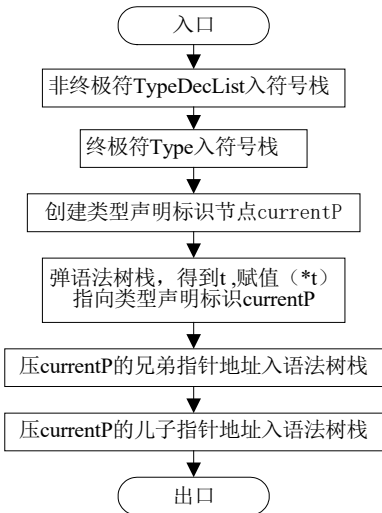 入口
非终极符TypeDecList入符号栈
终极符Type入符号栈
创建类型声明标识节点currentP
弹语法树栈，得到t ,赋值（*t）
指向类型声明标识currentP
压currentP的兄弟指针地址入语法树栈
压currentP的儿子指针地址入语法树栈
出口